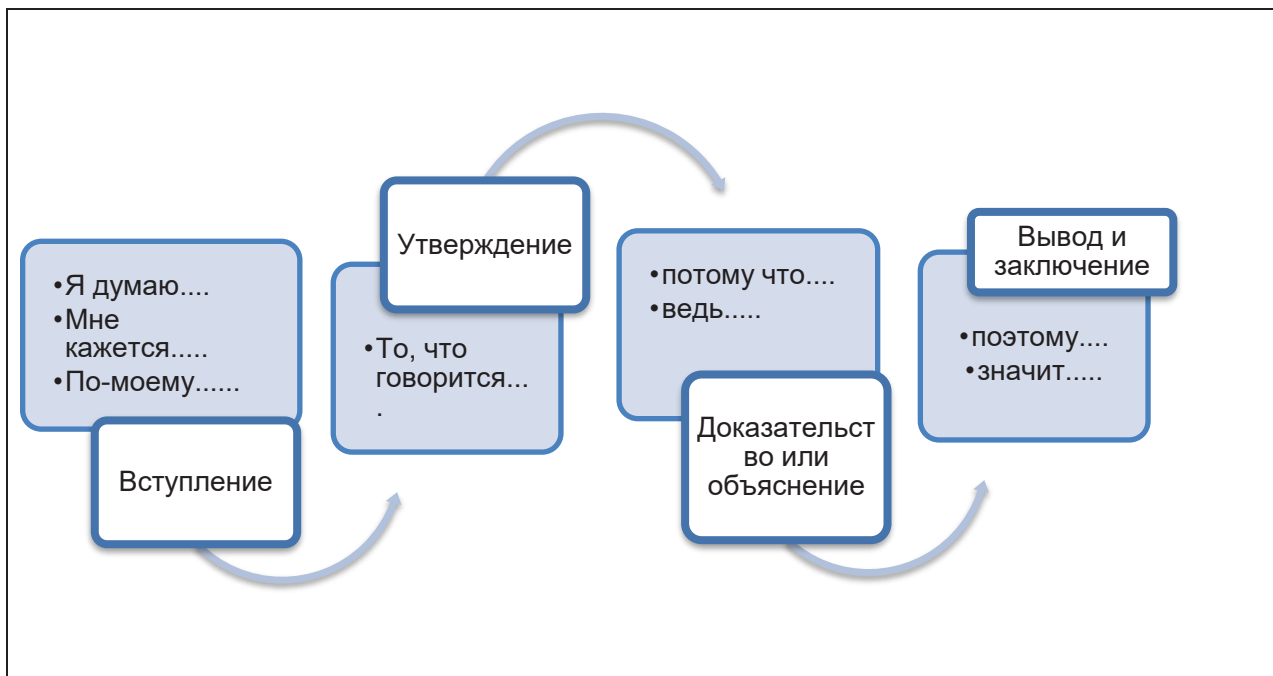 •Я думаю....
•Мне
кажется.....
•По-моему......
Вступление
Утверждение
•То, что
говорится...
.
•потому что....
•ведь.....
Доказательст
во или
объяснение
Вывод и
заключение
•поэтому....
•значит.....